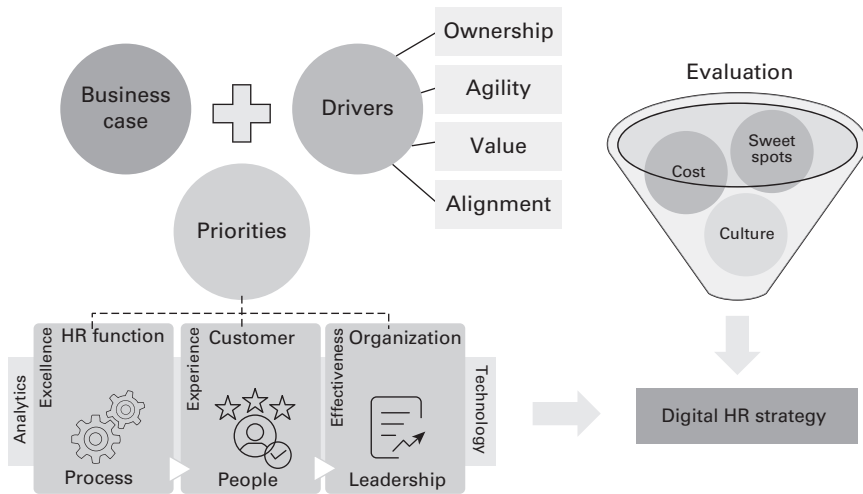 Business
case
Drivers
Ownership
Agility
Value
Alignment
Priorities
Evaluation
Cost
Sweet
spots
Culture
Analytics
Excellence
HR function
Process
Experience
Customer
People
Effectiveness
Organization
Leadership
Technology
Digital HR strategy